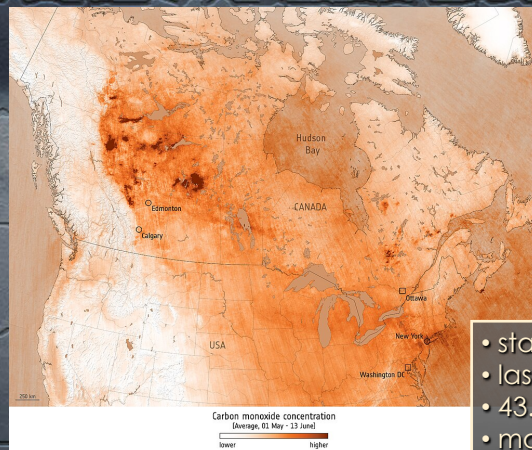 Hudson
Bay
CANADA
Edmonton
Calgary
Ottawa
New York
USA
Washington DC
250 km
Carbon monoxide concentration
[Average, 01 May - 13 June]
lower higher
• 
• 
• 43.
•